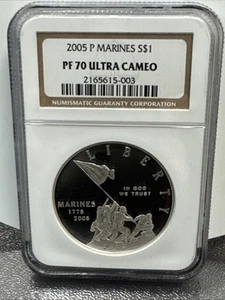 2005 P MARINES S$1
PF 70 ULTRA CAMEO
2165615-003
NUMISMATIC GUARANTY CORPORATION
LIBERTY
IN GOD
WE TRUST
MARINES
1775
2005